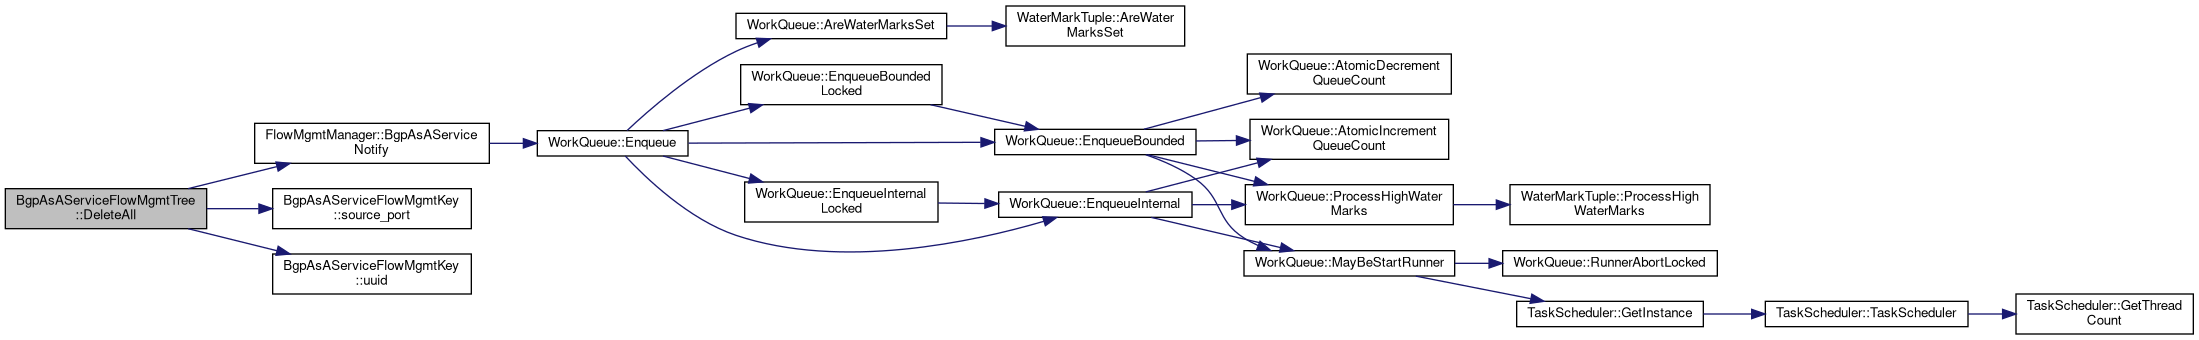 BgpAsAServiceFlowMgmtTree
::DeleteAll
FlowMgmtManager::BgpAsAService
Notify
BgpAsAServiceFlowMgmtKey
::source_port
BgpAsAServiceFlowMgmtKey
::uuid
WorkQueue::Enqueue
WorkQueue::AreWaterMarksSet
WorkQueue::EnqueueBounded
Locked
WorkQueue::EnqueueInternal
Locked
WaterMarkTuple::AreWater
MarksSet
WorkQueue::EnqueueBounded
WorkQueue::EnqueueInternal
WorkQueue::AtomicDecrement
QueueCount
WorkQueue::AtomicIncrement
QueueCount
WorkQueue::ProcessHighWater
Marks
WorkQueue::MayBeStartRunner
WaterMarkTuple::ProcessHigh
WaterMarks
WorkQueue::RunnerAbortLocked
TaskScheduler::GetInstance
TaskScheduler::TaskScheduler
TaskScheduler::GetThread
Count